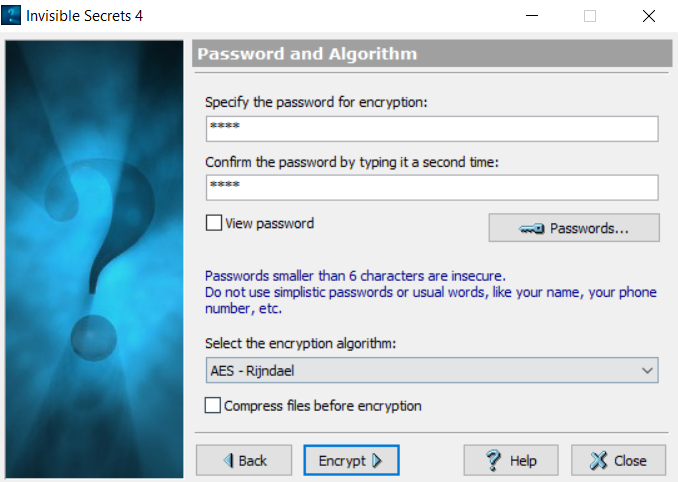 Invisible Secrets 4
Password and Algorithm
Specify the password for encryption:
****
Confirm the password by typing it a second time:
****
View password
Passwords...
Passwords smaller than 6 characters are insecure.
Do not use simplistic passwords or usual words, like your name, your phone
number, etc.
Select the encryption algorithm:
AES - Rijndael
Compress files before encryption
Back
Encrypt
Help
Close